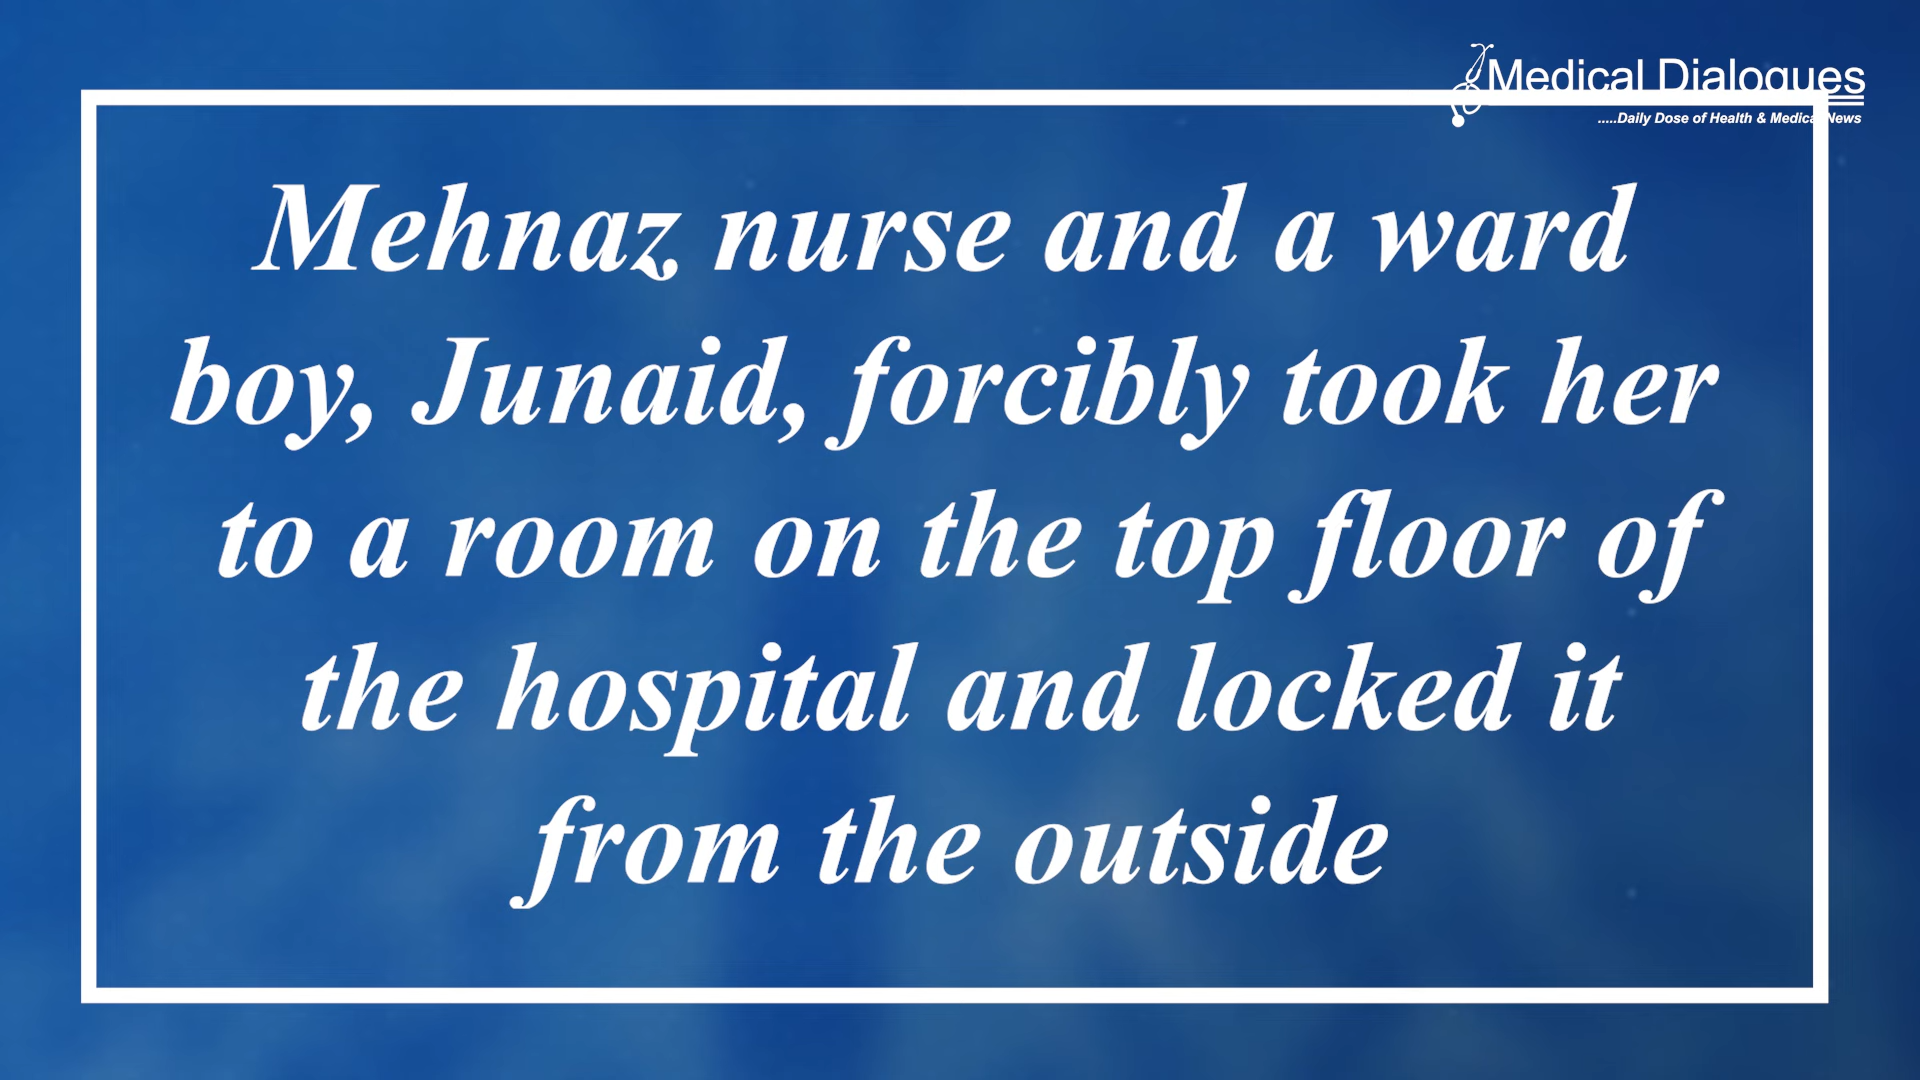 Medical Dialogues
.....Daily Dose of Health & Medical News
Mehnaz nurse and a ward
boy, Junaid, forcibly took her
to a room on the top floor of
the hospital and locked it
from the outside